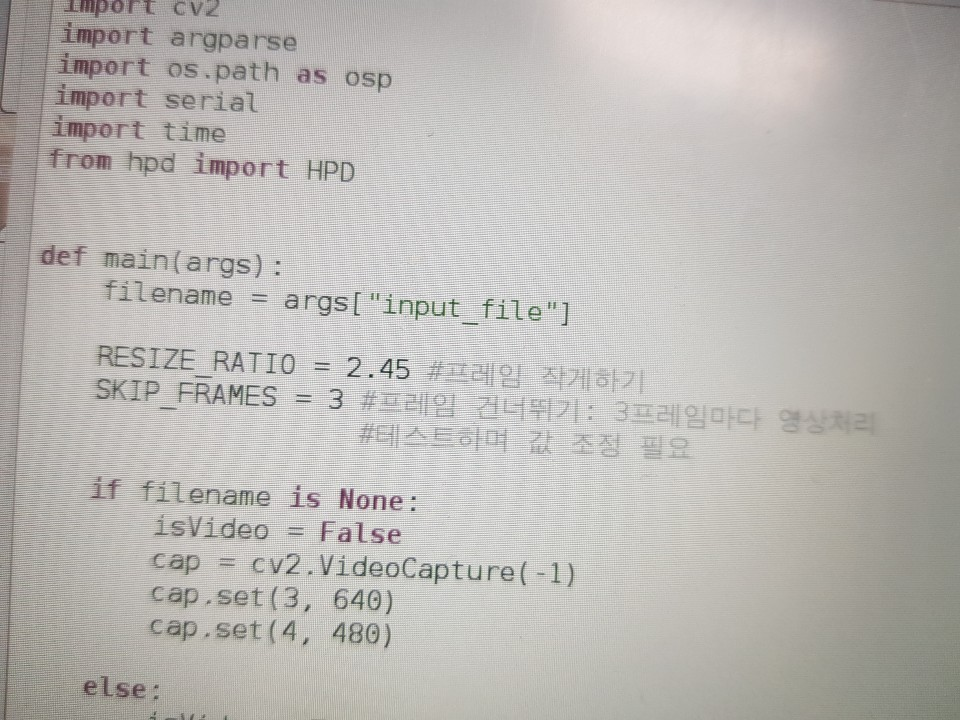 import cv2
import argparse
import os.path as osp
import serial
import time
from hpd import HPD
def main(args):
filename = args["input_file"]
RESIZE_RATIO = 2.45 #프레임 작게하기
SKIP_FRAMES = 3 #프레임 건너뛰기: 3프레임마다 영상처리
#테스트하며 값 조정 필요
if filename is None:
isVideo = False
cap = cv2.VideoCapture(-1)
cap.set(3, 640)
cap.set(4, 480)
else: